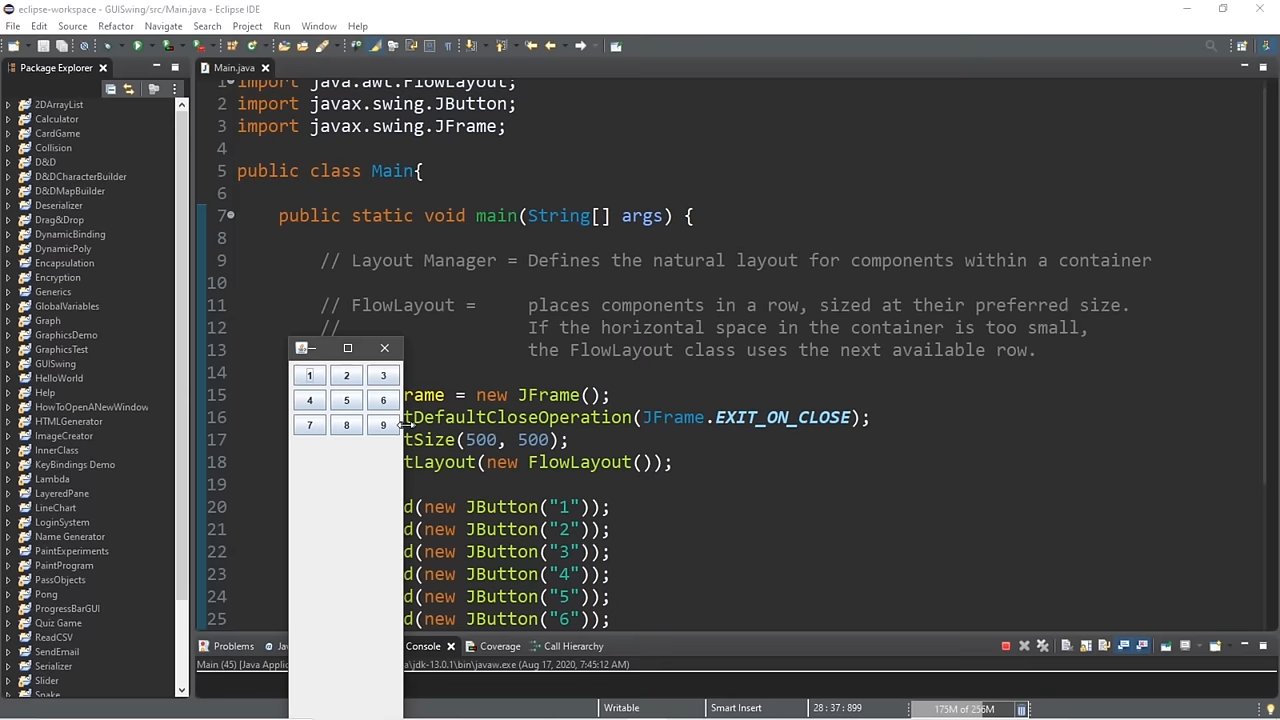 eclipse-workspace - GUISwing/src/Main.java - Eclipse IDE
File Edit Source Refactor Navigate Search Project Run Window Help
Package Explorer
Main.java
2DArrayList
Calculator
CardGame
Collision
D&D
D&DCharacterBuilder
D&DMapBuilder
Deserializer
Drag&Drop
DynamicBinding
DynamicPoly
Encapsulation
Encryption
Generics
GlobalVariables
Graph
GraphicsDemo
GraphicsTest
GUISwing
HelloWorld
Help
HowToOpenANewWindow
HTMLGenerator
ImageCreator
InnerClass
KeyBindings Demo
Lambda
LayeredPane
LineChart
LoginSystem
Name Generator
PaintExperiments
PaintProgram
PassObjects
Pong
ProgressBarGUI
Quiz Game
ReadCSV
SendEmail
Serializer
Slider
Snake
1 import java.awt.FlowLayout;
2 import javax.swing.JButton;
3 import javax.swing.JFrame;
4
5 public class Main{
6
7 public static void main(String[] args) {
8
9 // Layout Manager = Defines the natural layout for components within a container
10
11 // FlowLayout = places components in a row, sized at their preferred size.
12 // If the horizontal space in the container is too small,
13 the FlowLayout class uses the next available row.
14
15 rame = new JFrame();
16 tDefaultCloseOperation(JFrame.EXIT_ON_CLOSE);
17 tSize(500, 500);
18 tLayout(new FlowLayout());
19
20 d(new JButton("1"));
21 d(new JButton("2"));
22 d(new JButton("3"));
23 d(new JButton("4"));
24 d(new JButton("5"));
25 d(new JButton("6"));
1 2 3
4 5 6
7 8 9
Problems Console Coverage Call Hierarchy
Main (45) [Java Applic a\jdk-13.0.1\bin\javaw.exe (Aug 17, 2020, 7:45:12 AM)
Writable Smart Insert 28 : 37 : 899 175M of 256M